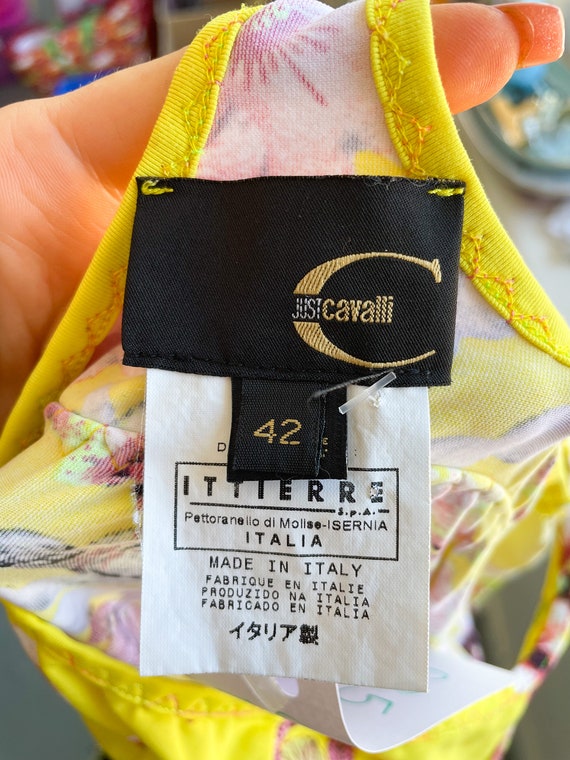 JUST cavalli
42
ITTIERRE
S.p.A.
Pettoranello di Molise-ISERNIA
ITALIA
MADE IN ITALY
FABRIQUE EN ITALIE
PRODUZIDO NA ITALIA
FABRICADO EN ITALIA
イタリア製
5